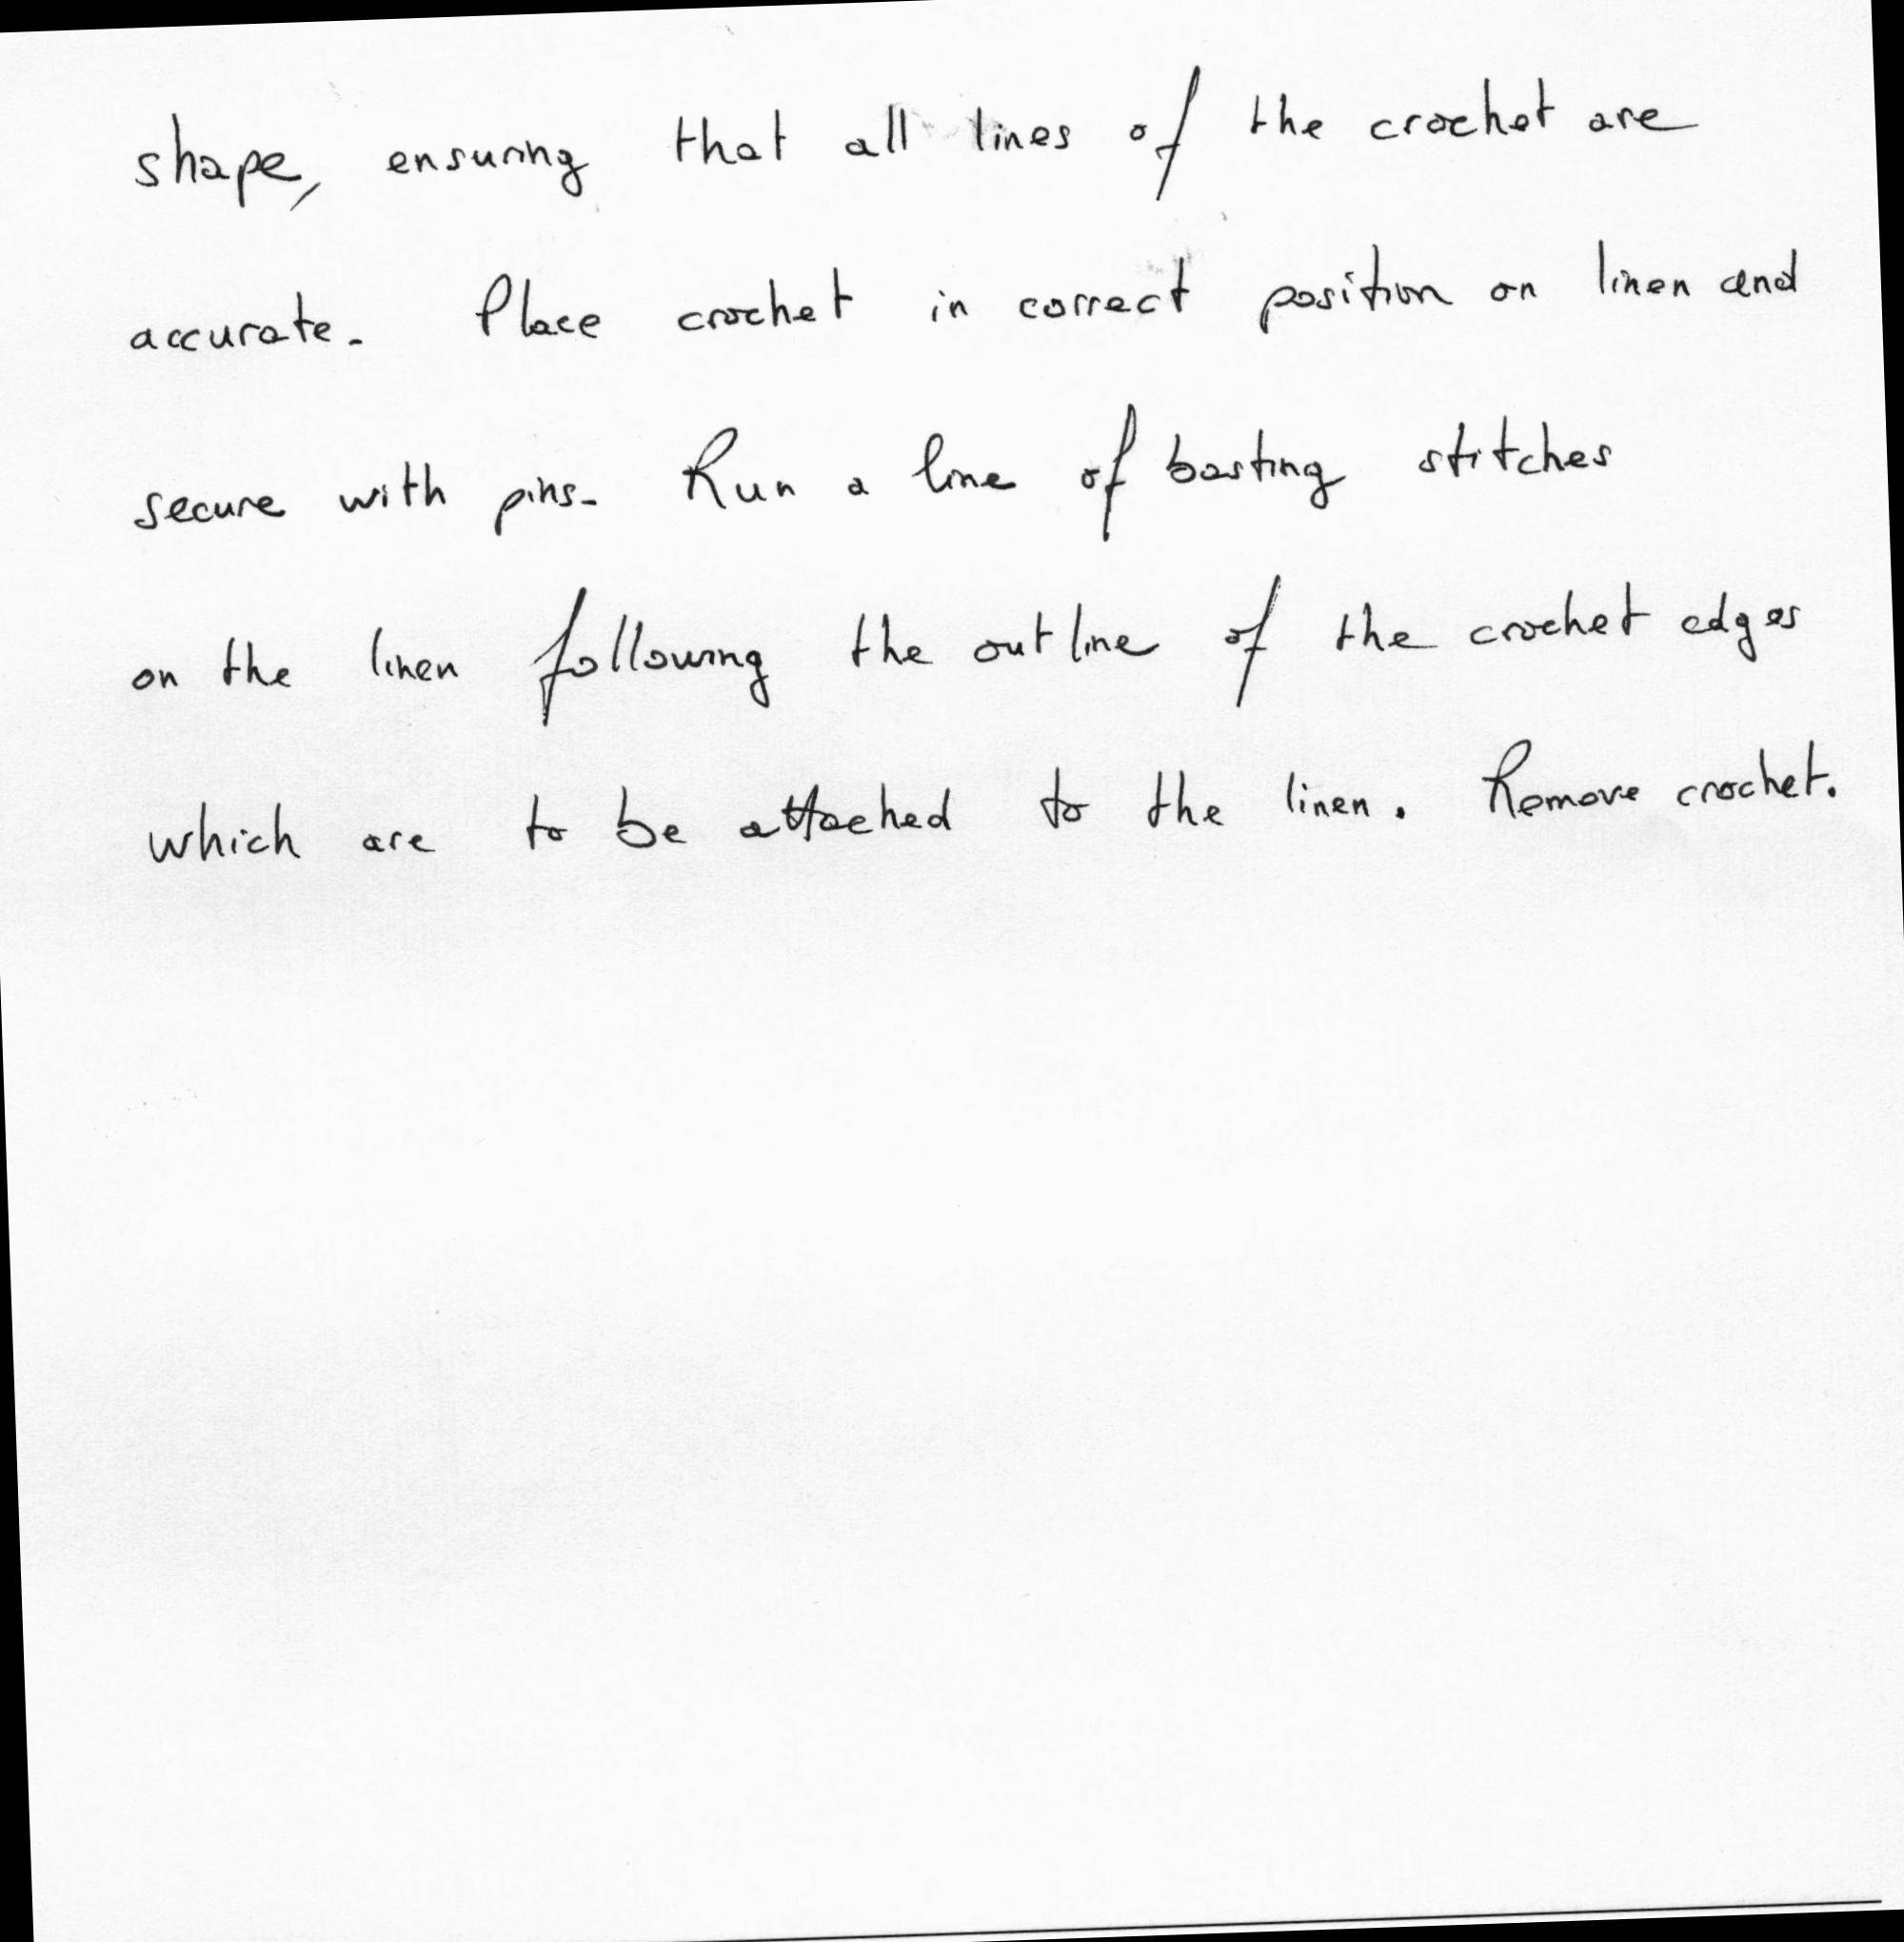 shape, ensuring that all lines of the crochet are
accurate. Place crochet in correct position on linen and
secure with pins. Run a line of basting stitches
on the linen following the outline of the crochet edges
which are to be attached to the linen. Remove crochet.